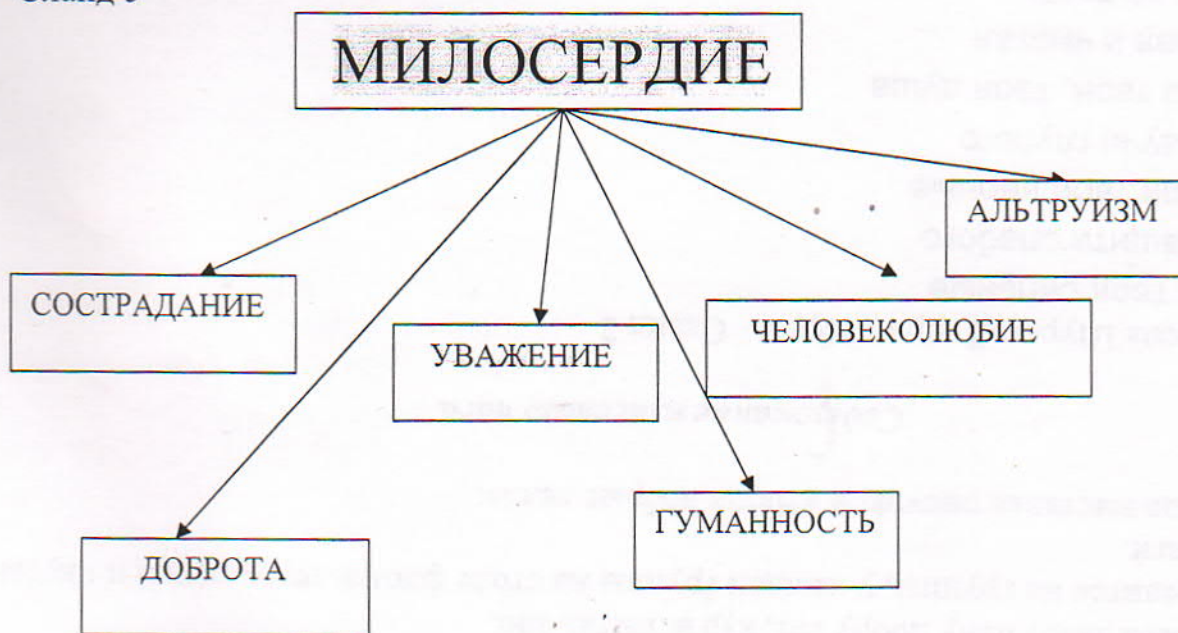 МИЛОСЕРДИЕ
АЛЬТРУИЗМ
СОСТРАДАНИЕ
ЧЕЛОВЕКОЛЮБИЕ
УВАЖЕНИЕ
ГУМАННОСТЬ
ДОБРОТА